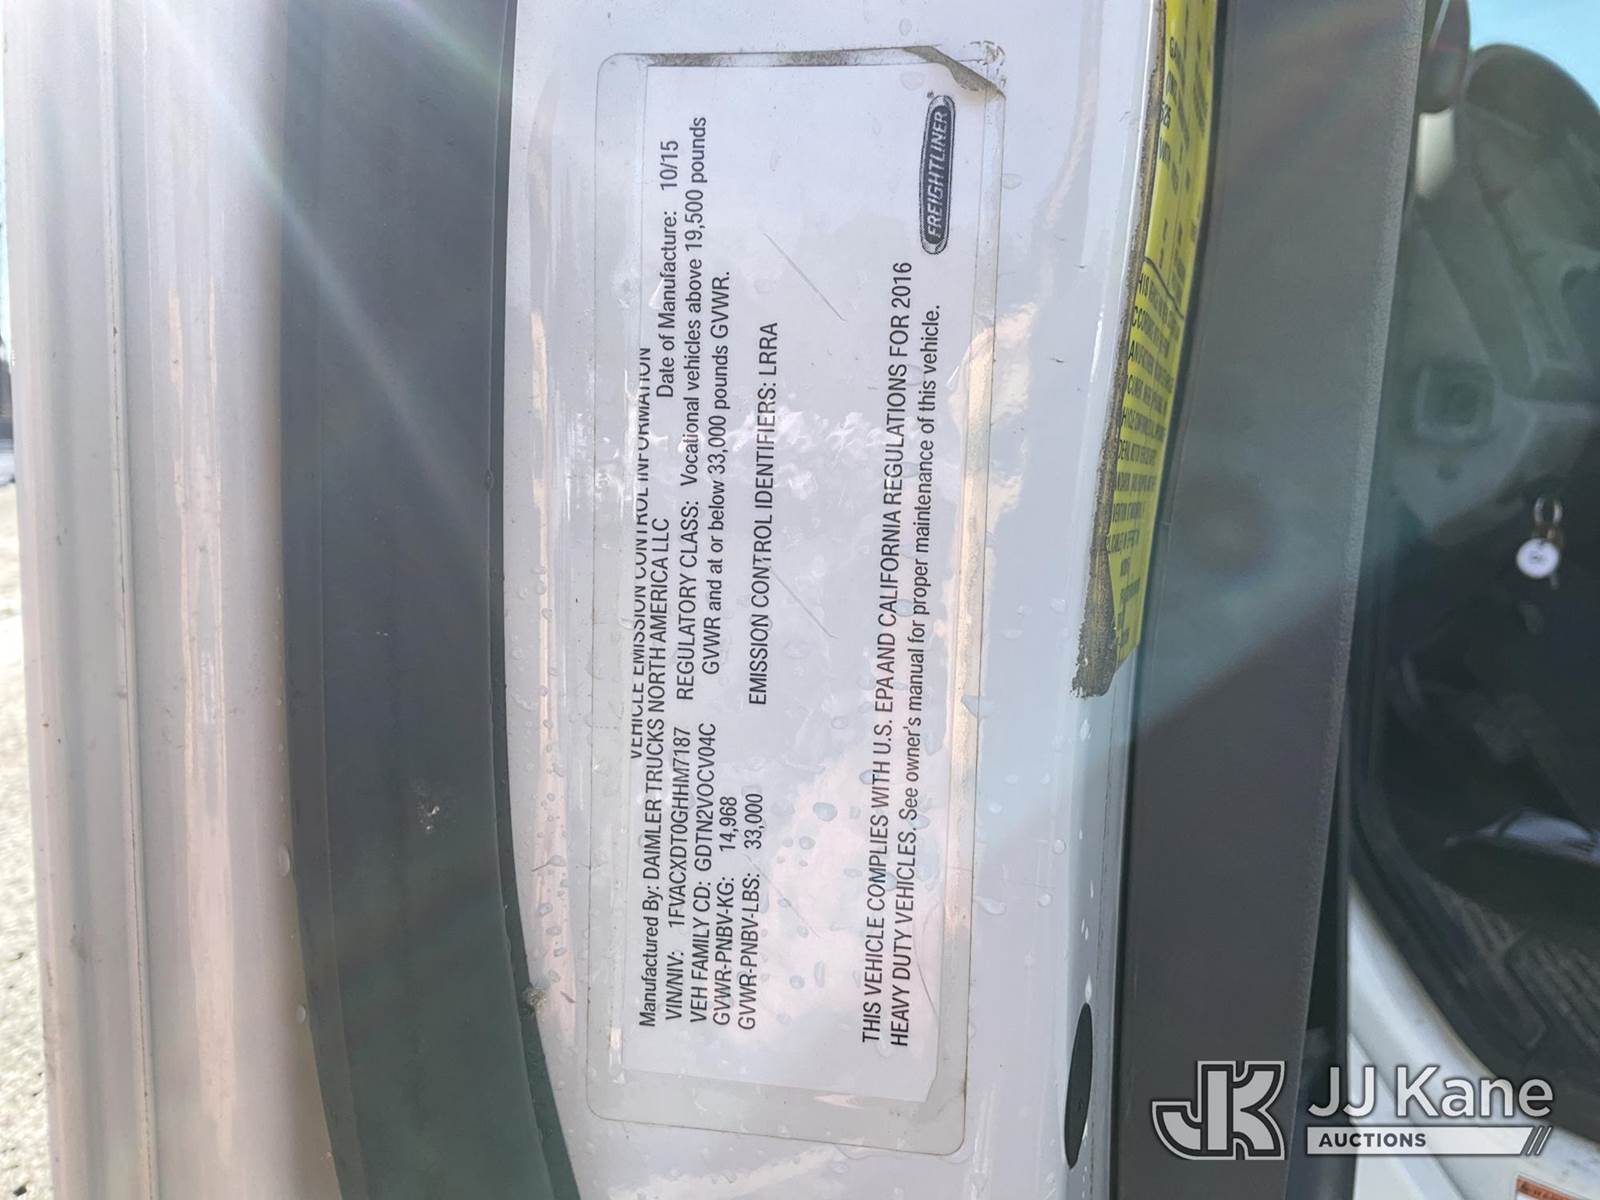 VEHICLE EMISSION CONTROL INFORMATION
Manufactured By: DAIMLER TRUCKS NORTH AMERICA LLC Date of Manufacture: 10/15
VIN/NIV: 1FVACXDT0GHHM7187 REGULATORY CLASS: Vocational vehicles above 19,500 pounds
VEH FAMILY CD: GDTN2VOCV04C GVWR and at or below 33,000 pounds GVWR.
GVWR-PNBV-KG: 14,968
GVWR-PNBV-LBS: 33,000 EMISSION CONTROL IDENTIFIERS: LRRA
THIS VEHICLE COMPLIES WITH U.S. EPA AND CALIFORNIA REGULATIONS FOR 2016
HEAVY DUTY VEHICLES. See owner's manual for proper maintenance of this vehicle.
FREIGHTLINER
JK JJ Kane
AUCTIONS